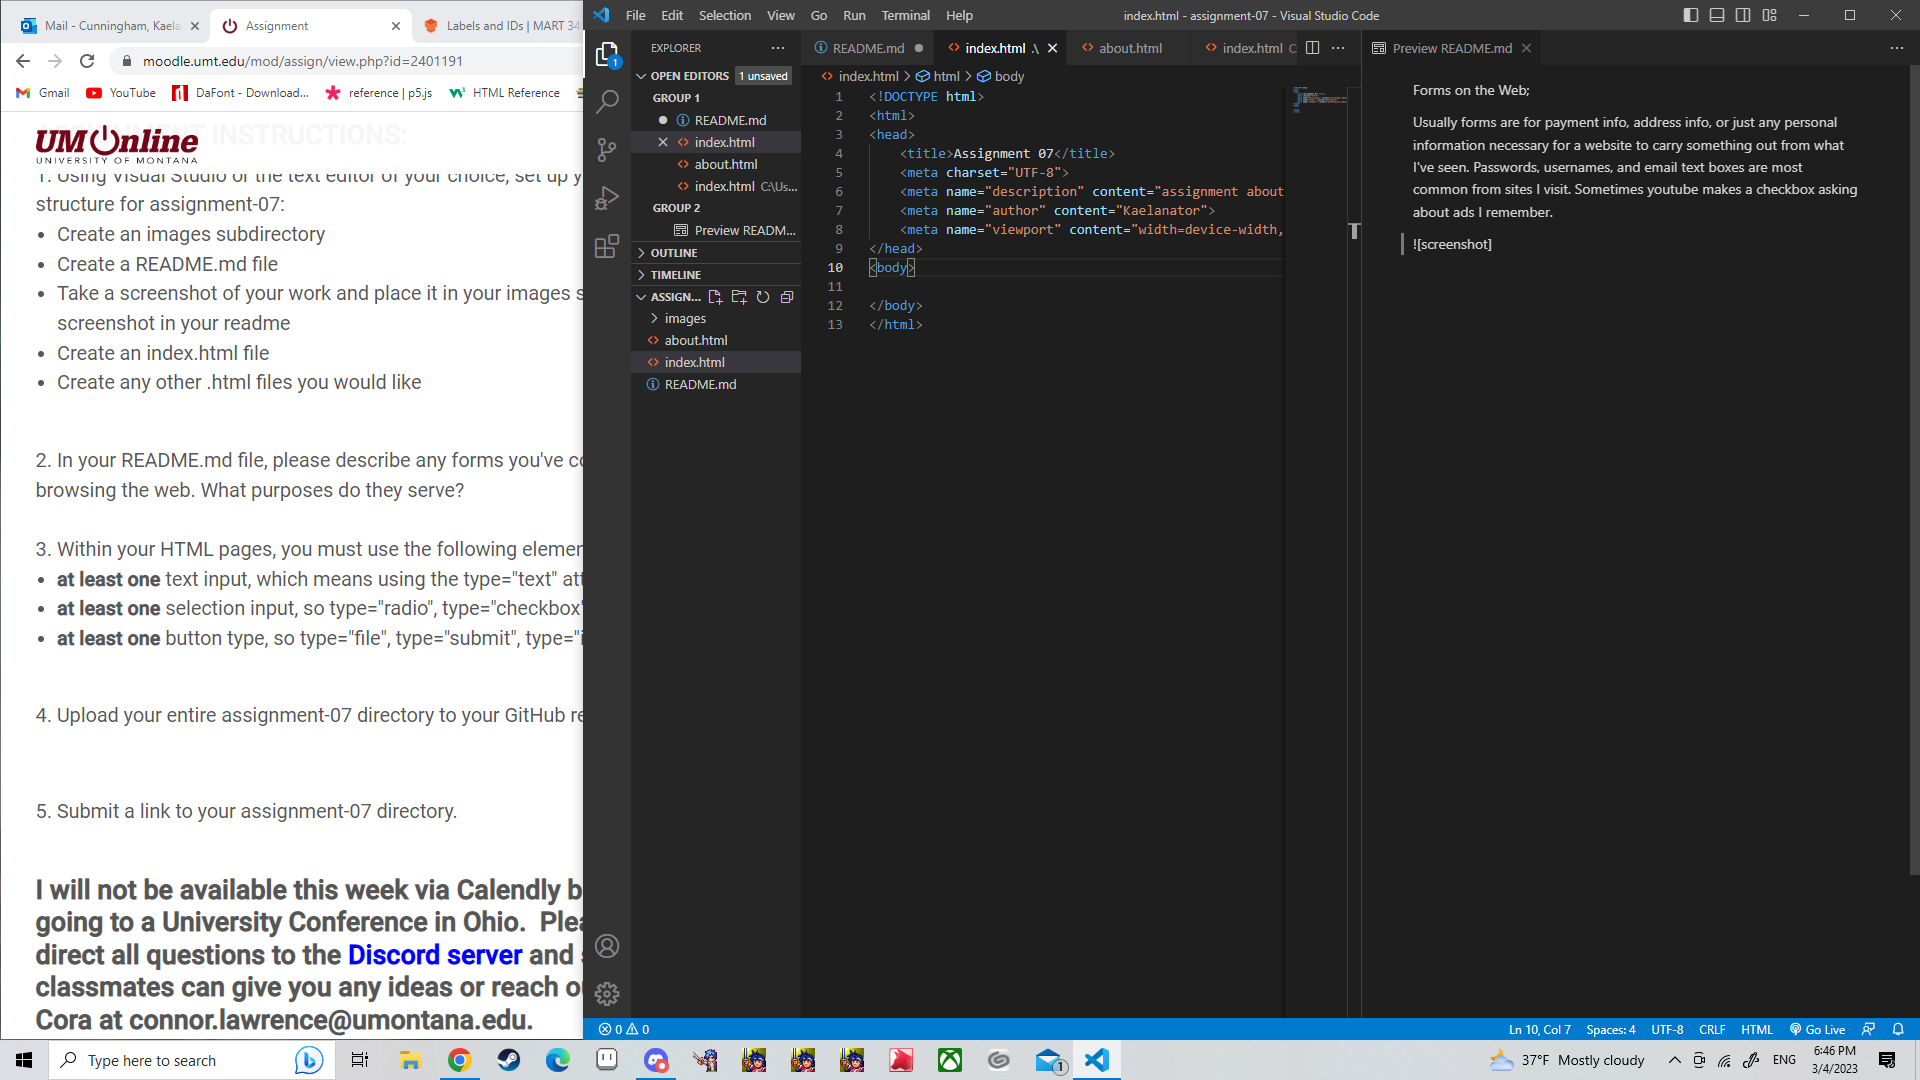 Mail - Cunningham, Kaela
Assignment
Labels and IDs | MART 34
moodle.umt.edu/mod/assign/view.php?id=2401191
Gmail
YouTube
DaFont - Download...
reference | p5.js
HTML Reference
INSTRUCTIONS:
UM Online
UNIVERSITY OF MONTANA
1. Using Visual Studio or the text editor of your choice, set up y
structure for assignment-07:
• Create an images subdirectory
• Create a README.md file
• Take a screenshot of your work and place it in your images s
screenshot in your readme
• Create an index.html file
• Create any other .html files you would like
2. In your README.md file, please describe any forms you've co
browsing the web. What purposes do they serve?
3. Within your HTML pages, you must use the following elemen
• at least one text input, which means using the type="text" att
• at least one selection input, so type="radio", type="checkbox"
• at least one button type, so type="file", type="submit", type="i
4. Upload your entire assignment-07 directory to your GitHub re
5. Submit a link to your assignment-07 directory.
I will not be available this week via Calendly b
going to a University Conference in Ohio. Plea
direct all questions to the Discord server and s
classmates can give you any ideas or reach ou
Cora at connor.lawrence@umontana.edu.
File Edit Selection View Go Run Terminal Help
index.html - assignment-07 - Visual Studio Code
1
EXPLORER
OPEN EDITORS
1 unsaved
GROUP 1
README.md
index.html
about.html
index.html C:\Us...
GROUP 2
Preview READM...
OUTLINE
TIMELINE
ASSIGN...
images
about.html
index.html
README.md
README.md
index.html .\
about.html
index.html C
index.html > html > body
1 <!DOCTYPE html>
2 <html>
3 <head>
4 <title>Assignment 07</title>
5 <meta charset="UTF-8">
6 <meta name="description" content="assignment about
7 <meta name="author" content="Kaelanator">
8 <meta name="viewport" content="width=device-width,
9 </head>
10 <body>
11
12 </body>
13 </html>
Preview README.md
Forms on the Web;
Usually forms are for payment info, address info, or just any personal
information necessary for a website to carry something out from what
I've seen. Passwords, usernames, and email text boxes are most
common from sites I visit. Sometimes youtube makes a checkbox asking
about ads I remember.
![screenshot]
0 0
Ln 10, Col 7
Spaces: 4
UTF-8
CRLF
HTML
Go Live
Type here to search
1
37°F Mostly cloudy
ENG
6:46 PM
3/4/2023